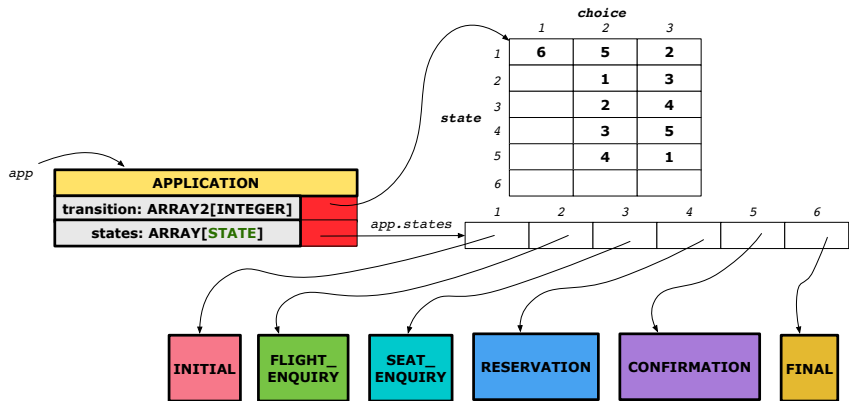 choice
1 2 3
1 6 5 2
2 1 3
3 2 4
state
4 3 5
5 4 1
6
app
APPLICATION
transition: ARRAY2[INTEGER]
states: ARRAY[STATE]
app.states
1 2 3 4 5 6
INITIAL
FLIGHT_
ENQUIRY
SEAT_
ENQUIRY
RESERVATION
CONFIRMATION
FINAL